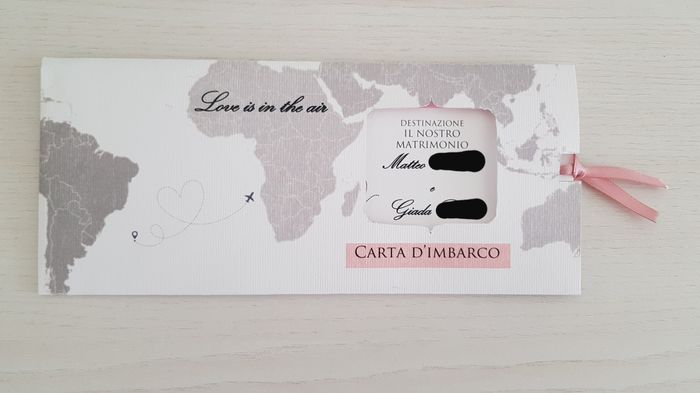 Love is in the air
DESTINAZIONE
IL NOSTRO
MATRIMONIO
Matteo
e
Giada
CARTA D'IMBARCO